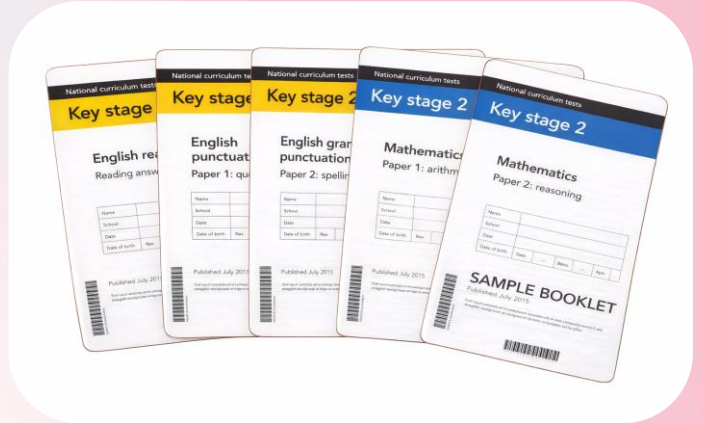 National curriculum tests
Key stage
English rea
Reading answ
Name
School
Date
Date of birth
Published July 2015
National curriculum te
Key stage
English
punctuat
Paper 1: qu
Name
School
Date
Date of birth
Published July 2015
National curriculum tests
Key stage 2
English gran
punctuation
Paper 2: spellin
Name
School
Date
Date of birth
Published July 2015
National curriculum tests
Key stage 2
Mathematics
Paper 1: arithm
Name
School
Date
Date of birth
Published July 2015
National curriculum tests
Key stage 2
Mathematics
Paper 2: reasoning
Name
School
Date
Date of birth
SAMPLE BOOKLET
Published July 2015